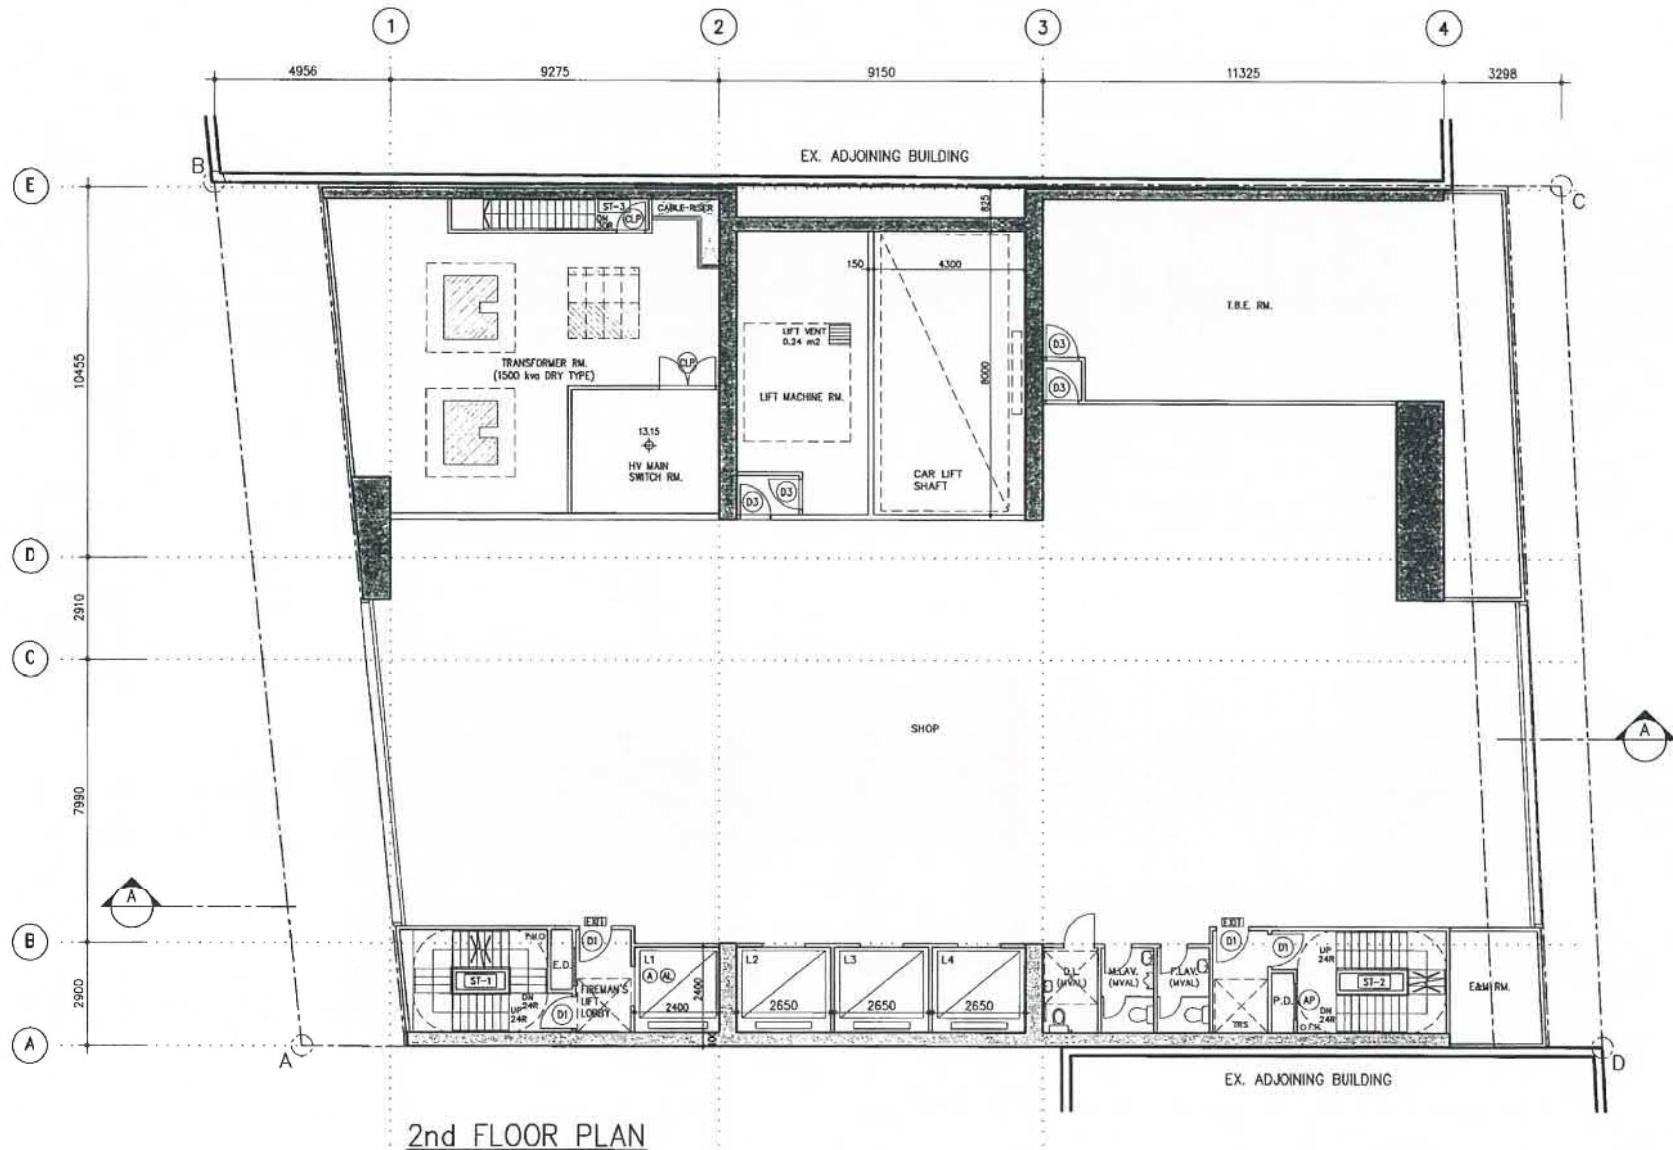 1 2 3 4
4956 9275 9150 11325 3298
EX. ADJOINING BUILDING
B
E
C
ST-3
DN
30R
CLP
CABLE-RISER
825
150
4300
T.B.E. RM.
LIFT VENT
0.24 m2
D3
10455
TRANSFORMER RM.
(1500 kva DRY TYPE)
CLP
8000
D3
LIFT MACHINE RM.
13.15
HV MAIN
SWITCH RM.
CAR LIFT
SHAFT
D3
D3
D
2910
C
SHOP
A
7990
A
EXIT
EXIT
B
D1
D1
D1
P.M.O
E.D.
UP
24R
L1 L2 L3 L4
A AL
D.L.
(MVAL)
M.LAV.
(MVAL)
F.LAV.
(MVAL)
ST-1
ST-2
2900
DN
24R
UP
24R
D1
FIREMAN'S
LIFT
LOBBY
2400
2400
2650 2650 2650
P.D.
AP
DN
24R
E&M RM.
TRS
A
A
D
EX. ADJOINING BUILDING
2nd FLOOR PLAN